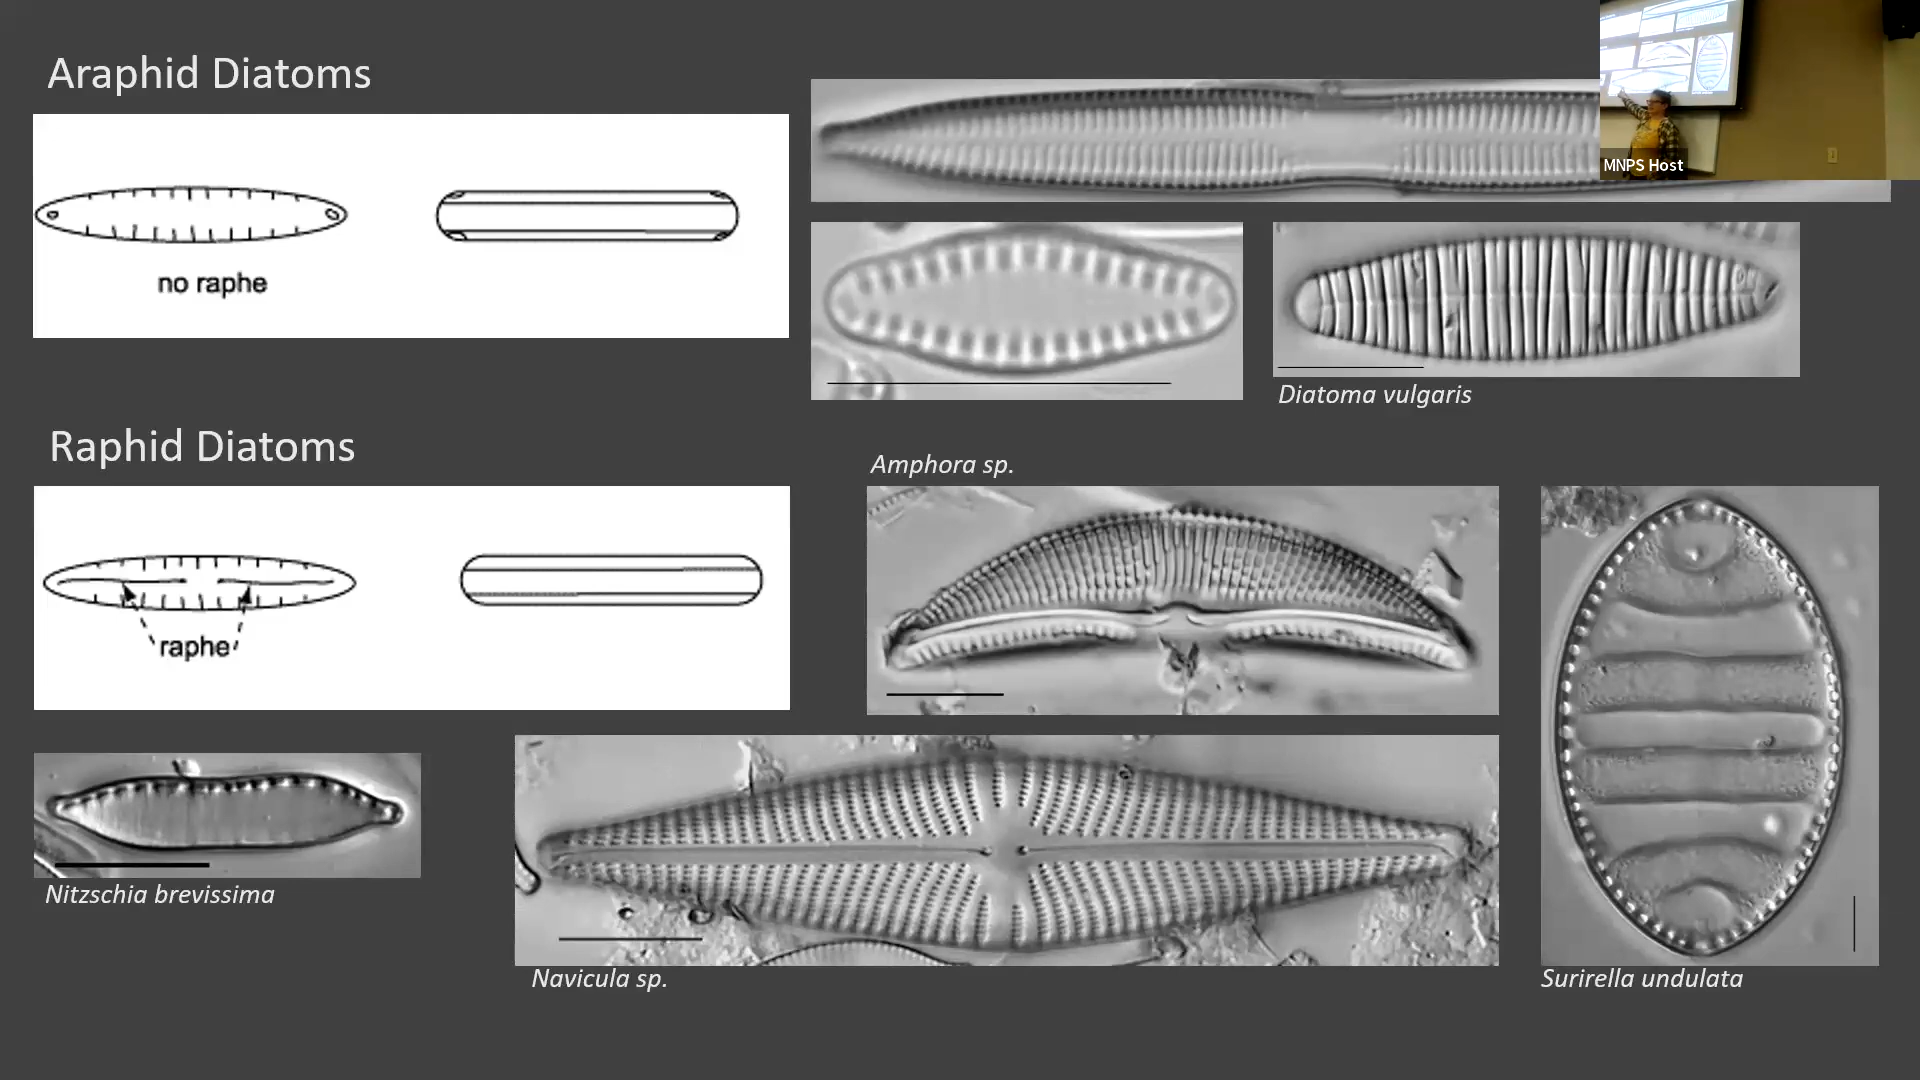 Araphid Diatoms
no raphe
MNPS Host
Diatoma vulgaris
Raphid Diatoms
raphe
Amphora sp.
Nitzschia brevissima
Navicula sp.
Surirella undulata